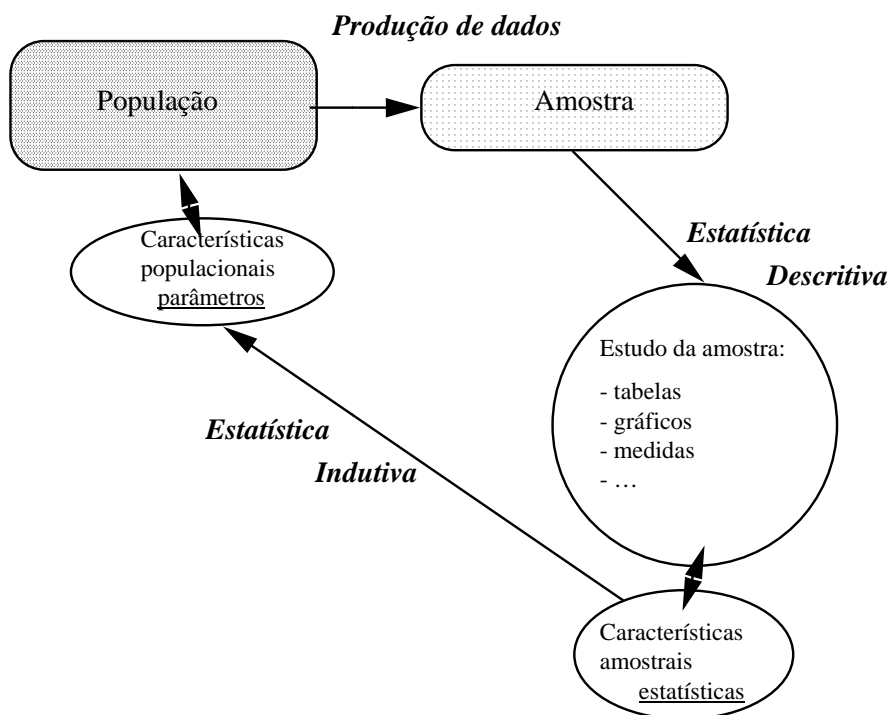 Produção de dados
População
Amostra
Características
populacionais
parâmetros
Estatística
Descritiva
Estudo da amostra:
- tabelas
- gráficos
- medidas
- …
Estatística
Indutiva
Características
amostrais
estatísticas